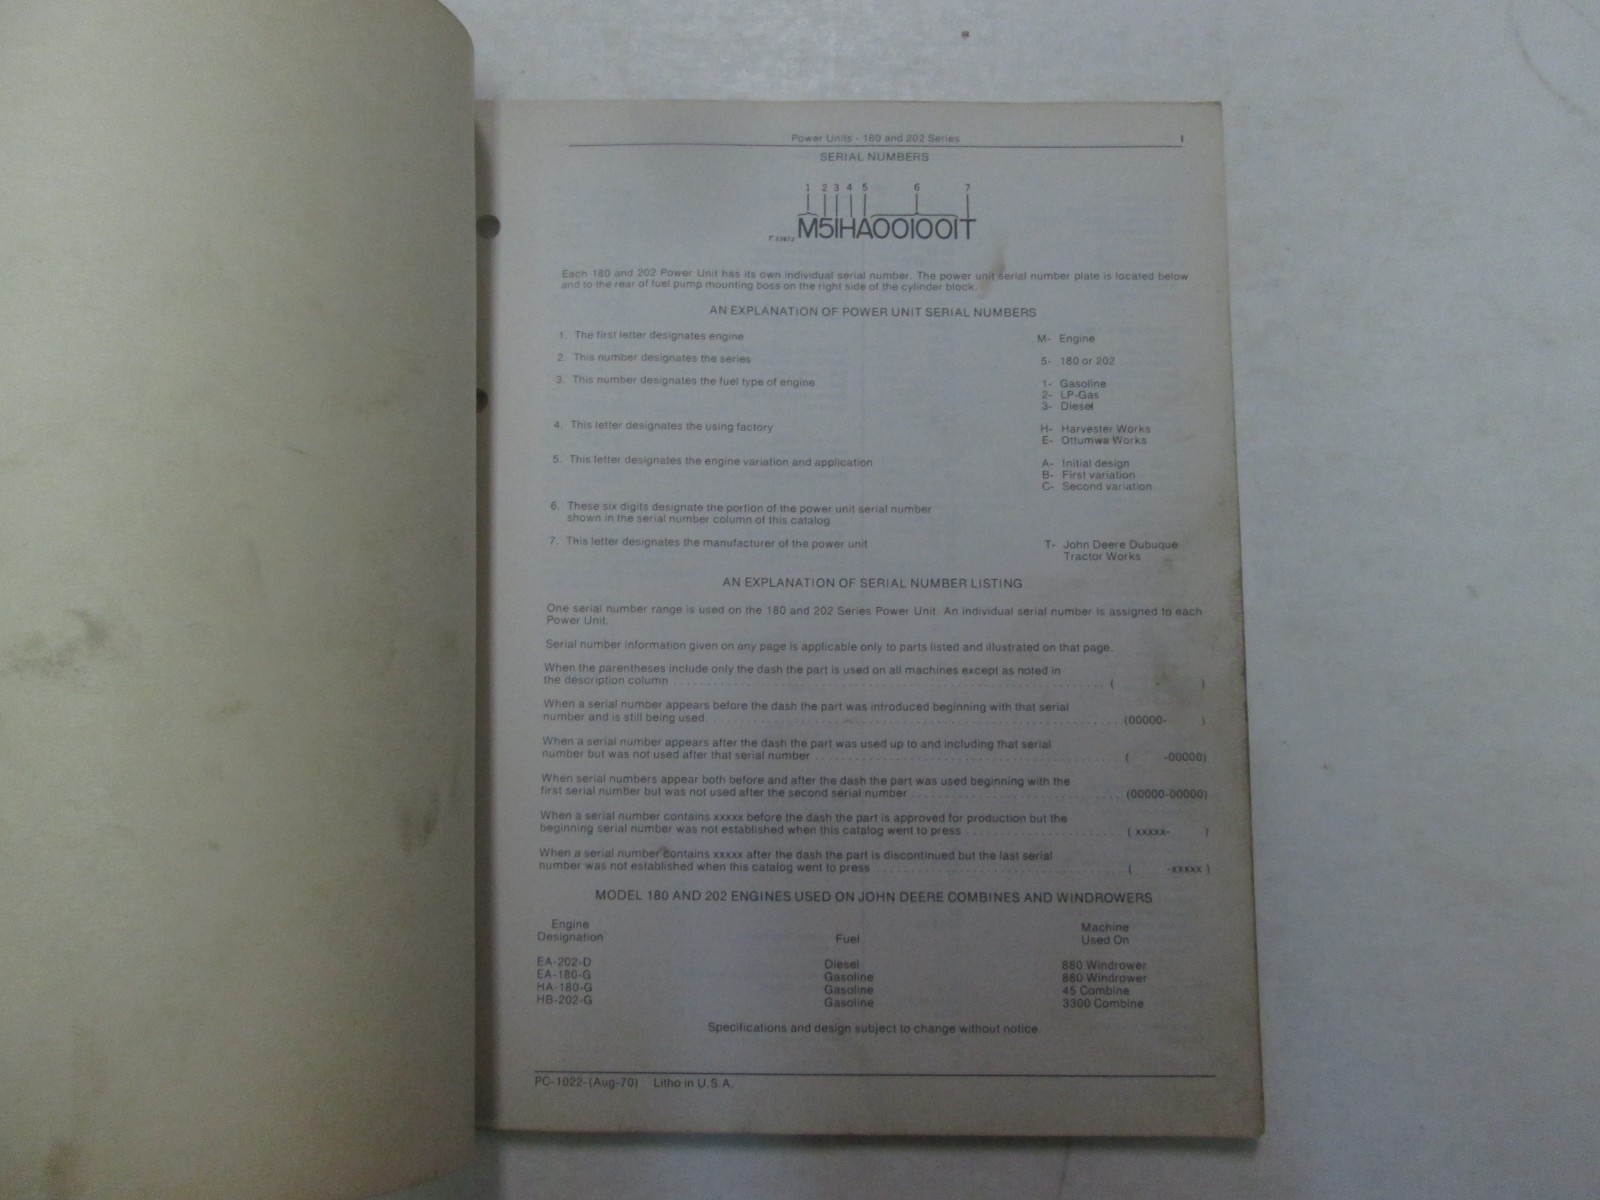 Power Units - 180 and 202 Series 1
SERIAL NUMBERS
1 2 3 4 5 6 7
M51HA001001T
Each 180 and 202 Power Unit has its own individual serial number. The power unit serial number plate is located below
and to the rear of fuel pump mounting boss on the right side of the cylinder block.
AN EXPLANATION OF POWER UNIT SERIAL NUMBERS
1. The first letter designates engine M- Engine
2. This number designates the series 5- 180 or 202
3. This number designates the fuel type of engine 1- Gasoline
2- LP-Gas
3- Diesel
4. This letter designates the using factory H- Harvester Works
E- Ottumwa Works
5. This letter designates the engine variation and application A- Initial design
B- First variation
C- Second variation
6. These six digits designate the portion of the power unit serial number
shown in the serial number column of this catalog
7. This letter designates the manufacturer of the power unit T- John Deere Dubuque
Tractor Works
AN EXPLANATION OF SERIAL NUMBER LISTING
One serial number range is used on the 180 and 202 Series Power Unit. An individual serial number is assigned to each
Power Unit.
Serial number information given on any page is applicable only to parts listed and illustrated on that page.
When the parentheses include only the dash the part is used on all machines except as noted in
the description column ( - )
When a serial number appears before the dash the part was introduced beginning with that serial
number and is still being used. (00000- )
When a serial number appears after the dash the part was used up to and including that serial
number but was not used after that serial number ( -00000)
When serial numbers appear both before and after the dash the part was used beginning with the
first serial number but was not used after the second serial number (00000-00000)
When a serial number contains xxxxx before the dash the part is approved for production but the
beginning serial number was not established when this catalog went to press ( xxxxx- )
When a serial number contains xxxxx after the dash the part is discontinued but the last serial
number was not established when this catalog went to press ( -xxxxx )
MODEL 180 AND 202 ENGINES USED ON JOHN DEERE COMBINES AND WINDROWERS
Engine Machine
Designation Fuel Used On
EA-202-D Diesel 880 Windrower
EA-180-G Gasoline 880 Windrower
HA-180-G Gasoline 45 Combine
HB-202-G Gasoline 3300 Combine
Specifications and design subject to change without notice.
PC-1022-(Aug-70) Litho in U.S.A.